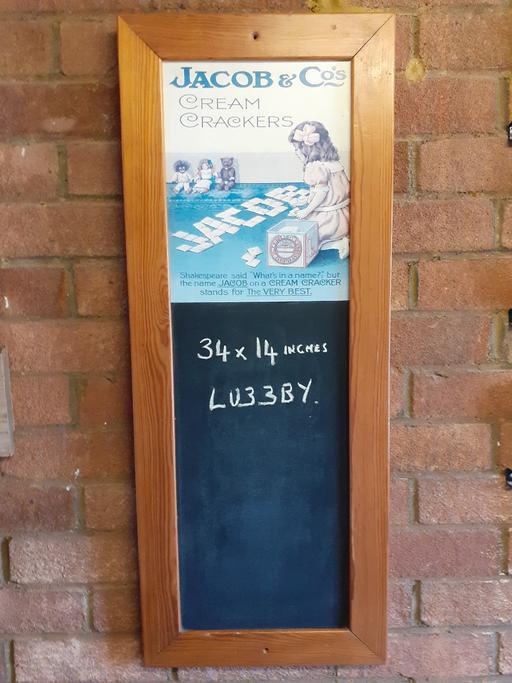 JACOB & Co's
CREAM
CRACKERS
JACOB
Shakespeare said "What's in a name?", but
the name JACOB on a CREAM CRACKER
stands for The VERY BEST.
34 x 14 INCHES
LU33BY.